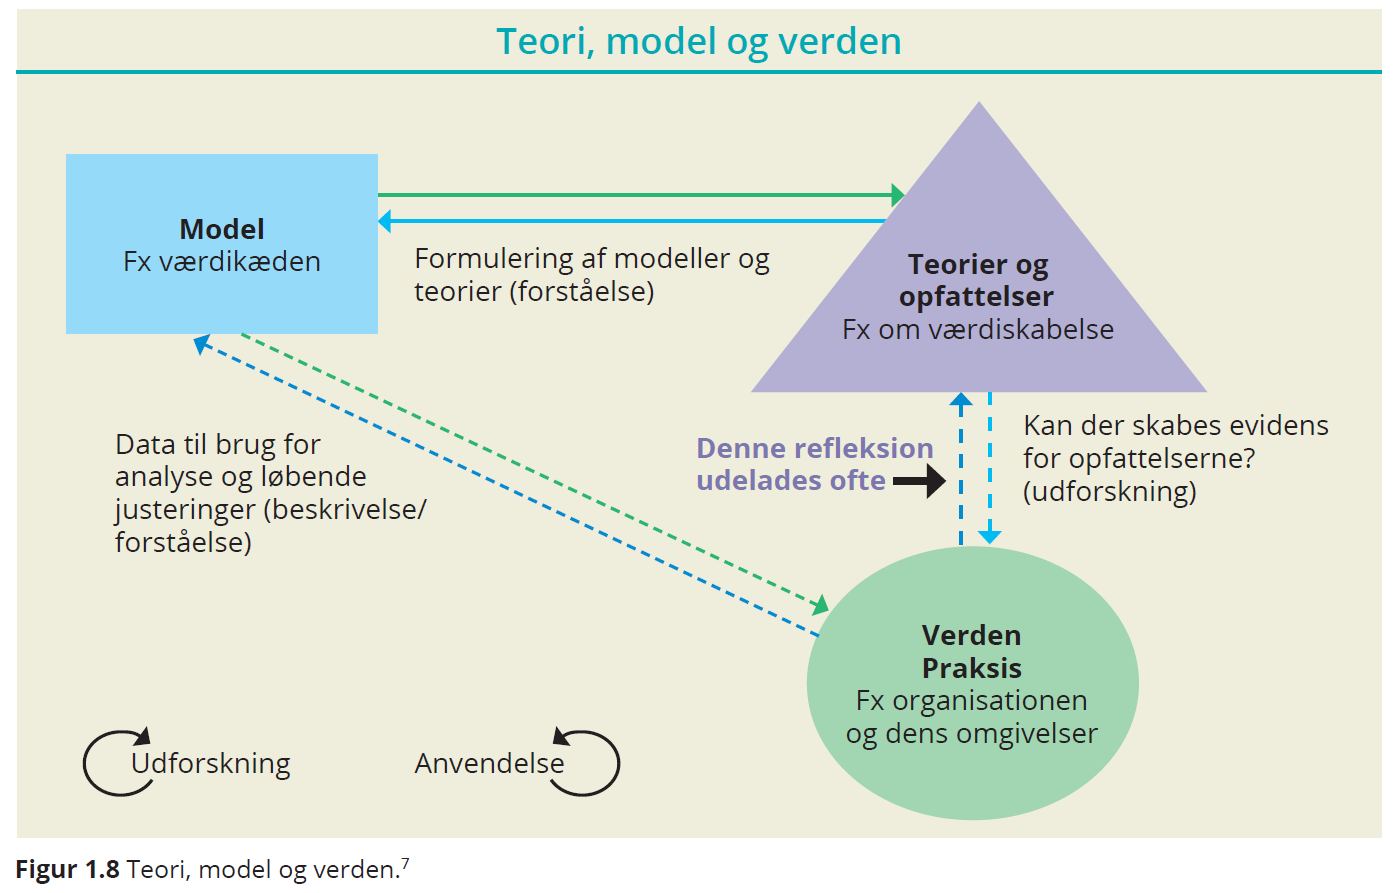 Teori, model og verden
Model
Fx værdikæden
Formulering af modeller og
teorier (forståelse)
Teorier og
opfattelser
Fx om værdiskabelse
Data til brug for
analyse og løbende
justeringer (beskrivelse/
forståelse)
Denne refleksion
udelades ofte
Kan der skabes evidens
for opfattelserne?
(udforskning)
Verden
Praksis
Fx organisationen
og dens omgivelser
Udforskning
Anvendelse
Figur 1.8 Teori, model og verden.7